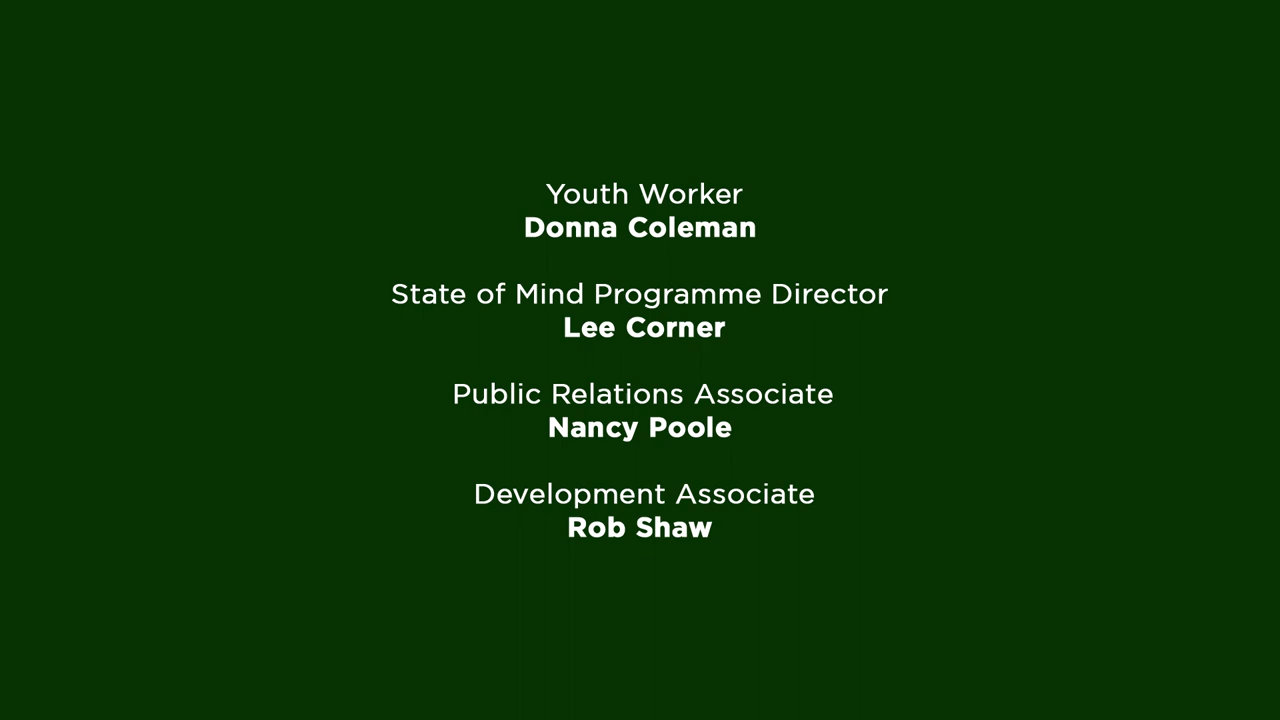 Youth Worker
Donna Coleman
State of Mind Programme Director
Lee Corner
Public Relations Associate
Nancy Poole
Development Associate
Rob Shaw